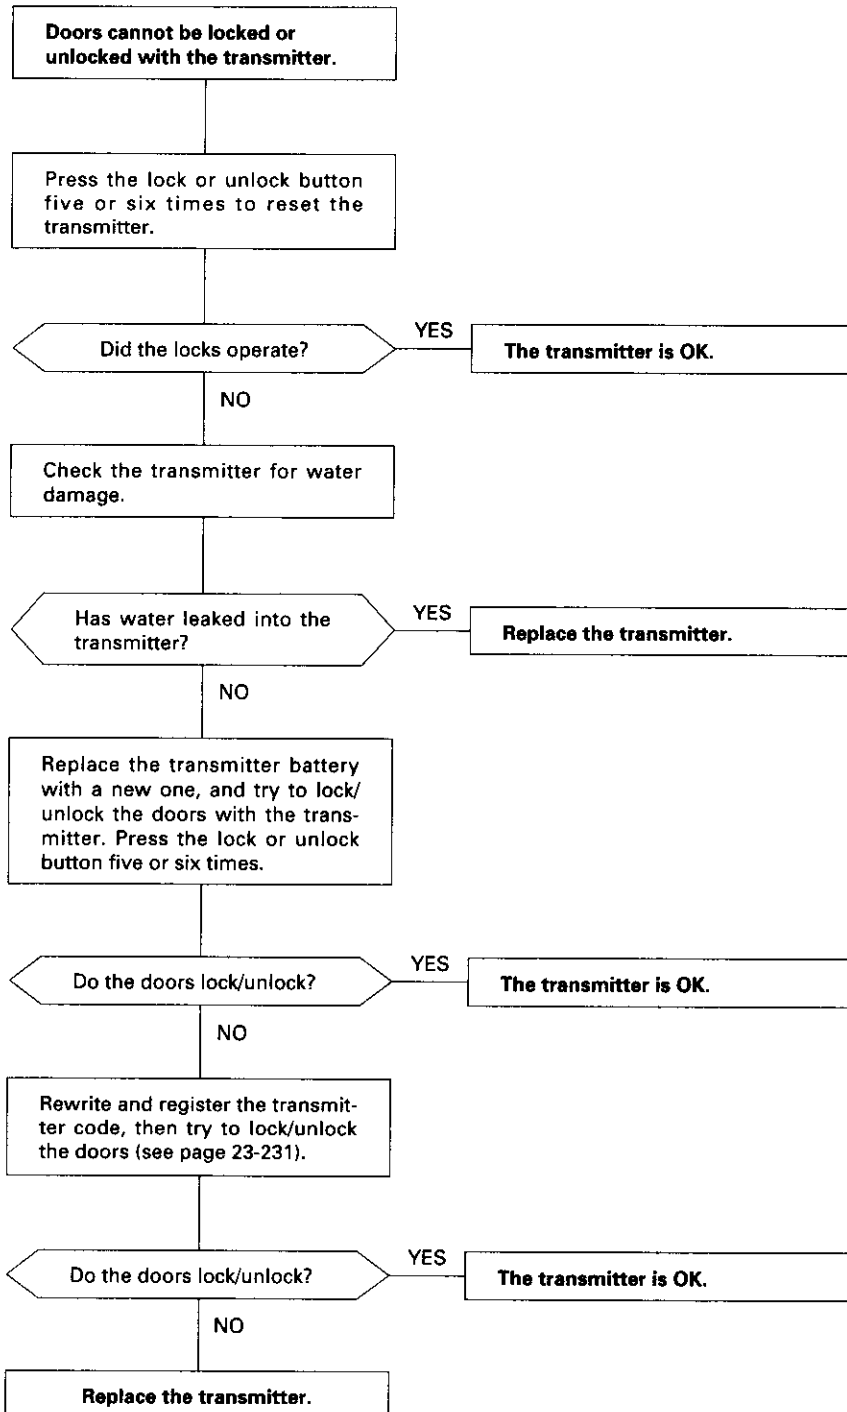 Doors cannot be locked or
unlocked with the transmitter.
Press the lock or unlock button
five or six times to reset the
transmitter.
Did the locks operate?
YES
The transmitter is OK.
NO
Check the transmitter for water
damage.
Has water leaked into the
transmitter?
YES
Replace the transmitter.
NO
Replace the transmitter battery
with a new one, and try to lock/
unlock the doors with the trans-
mitter. Press the lock or unlock
button five or six times.
Do the doors lock/unlock?
YES
The transmitter is OK.
NO
Rewrite and register the transmit-
ter code, then try to lock/unlock
the doors (see page 23-231).
Do the doors lock/unlock?
YES
The transmitter is OK.
NO
Replace the transmitter.